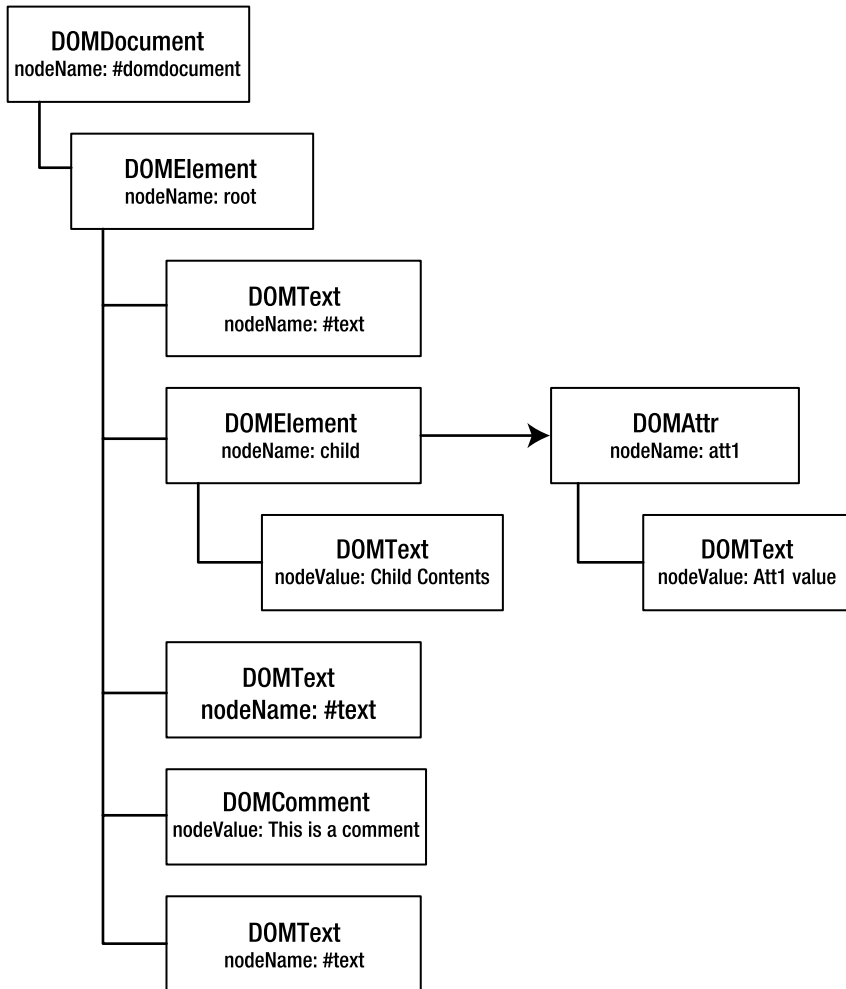 DOMDocument
nodeName: #domdocument
DOMElement
nodeName: root
DOMText
nodeName: #text
DOMElement
nodeName: child
DOMAttr
nodeName: att1
DOMText
nodeValue: Child Contents
DOMText
nodeValue: Att1 value
DOMText
nodeName: #text
DOMComment
nodeValue: This is a comment
DOMText
nodeName: #text